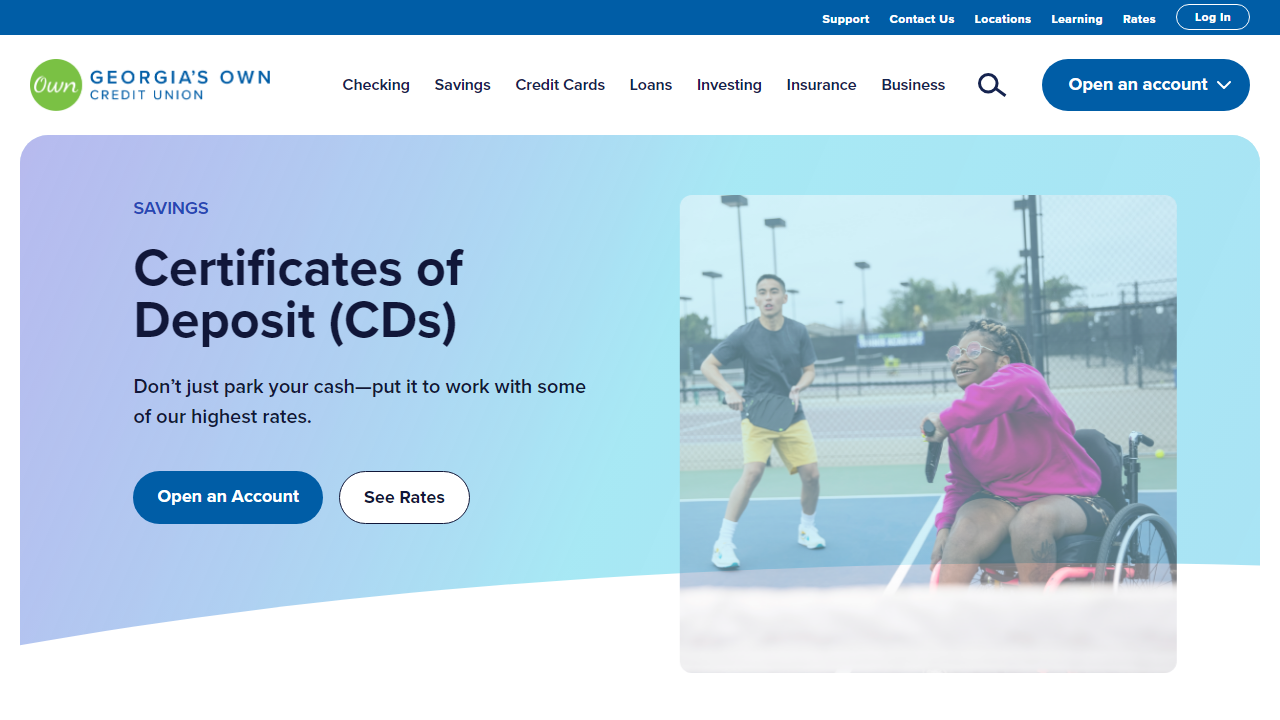 Support Contact Us Locations Learning Rates Log In
Own GEORGIA'S OWN
CREDIT UNION
Checking Savings Credit Cards Loans Investing Insurance Business
Open an account
SAVINGS
Certificates of
Deposit (CDs)
Don’t just park your cash—put it to work with some
of our highest rates.
Open an Account See Rates